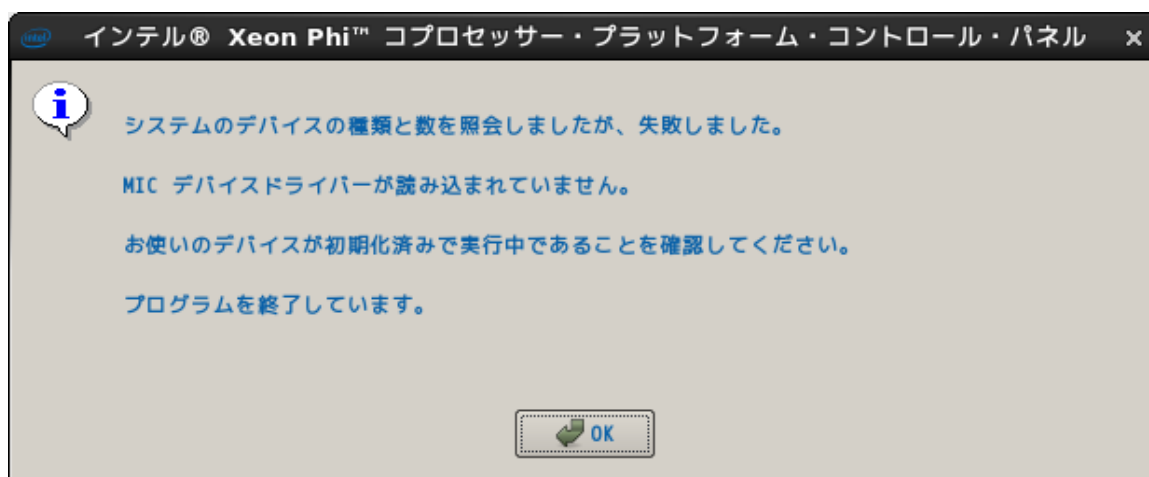 intel インテル® Xeon Phi™ コプロセッサー・プラットフォーム・コントロール・パネル ×
システムのデバイスの種類と数を照会しましたが、失敗しました。
MIC デバイスドライバーが読み込まれていません。
お使いのデバイスが初期化済みで実行中であることを確認してください。
プログラムを終了しています。
OK